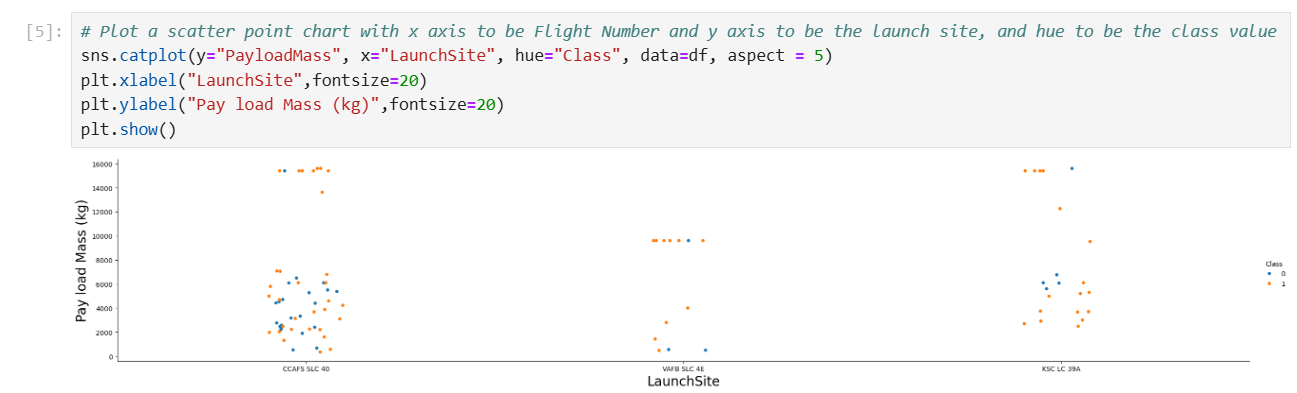 [5]: # Plot a scatter point chart with x axis to be Flight Number and y axis to be the launch site, and hue to be the class value
sns.catplot(y="PayloadMass", x="LaunchSite", hue="Class", data=df, aspect = 5)
plt.xlabel("LaunchSite",fontsize=20)
plt.ylabel("Pay load Mass (kg)",fontsize=20)
plt.show()
Pay load Mass (kg)
16000
14000
12000
10000
8000
6000
4000
2000
0
Class
0
1
CCAFS SLC 40 VAFB SLC 4E KSC LC 39A
LaunchSite